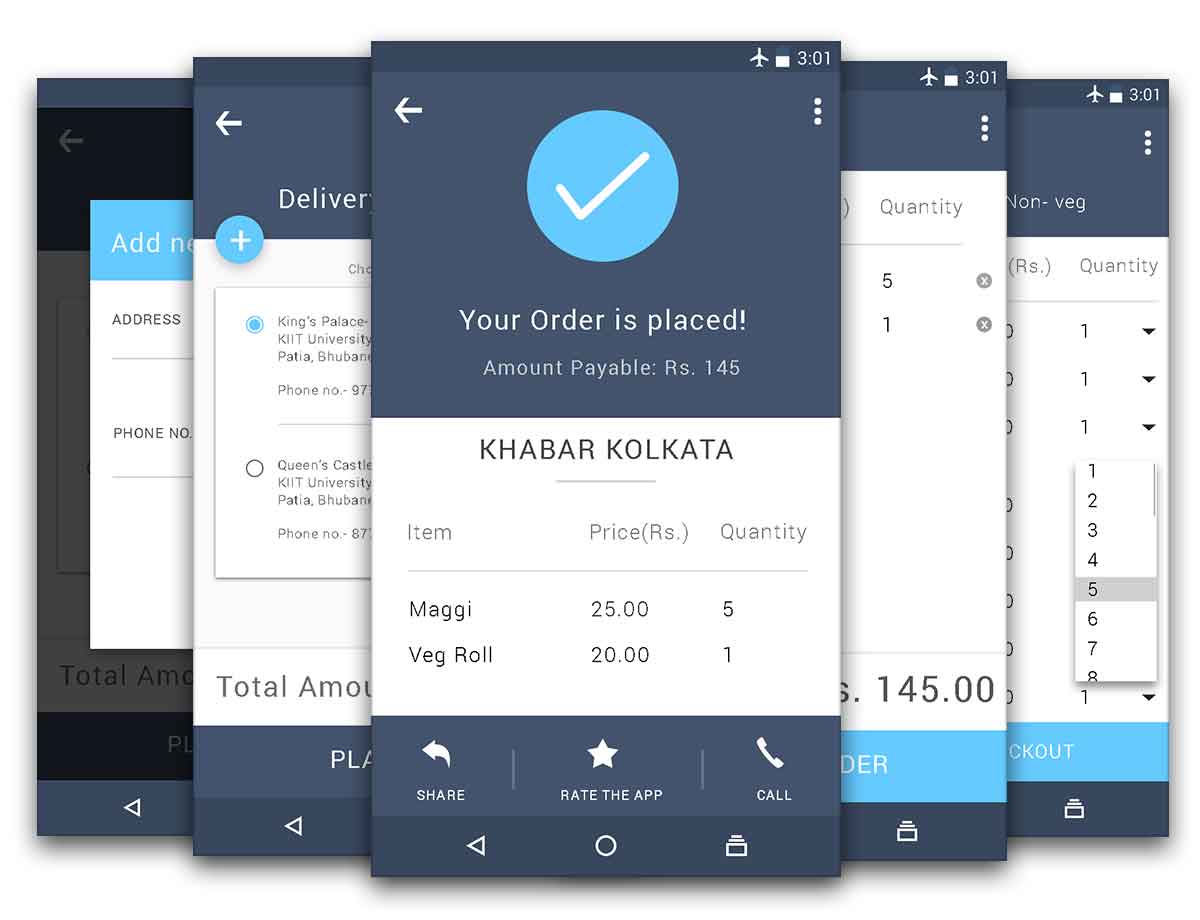 Add ne
ADDRESS
PHONE NO.
Total Amo
PL
Delivery
Cho
King's Palace-
KIIT University
Patia, Bhubane
Phone no.- 97
Queen's Castle
KIIT University
Patia, Bhubane
Phone no.- 87
Total Amou
PLA
3:01
Your Order is placed!
Amount Payable: Rs. 145
KHABAR KOLKATA
Item Price(Rs.) Quantity
Maggi 25.00 5
Veg Roll 20.00 1
SHARE RATE THE APP CALL
3:01
) Quantity
5 x
1 x
s. 145.00
DER
3:01
Non- veg
(Rs.) Quantity
0 1
0 1
0 1
1
2
3
4
5
6
7
8
0 1
CKOUT